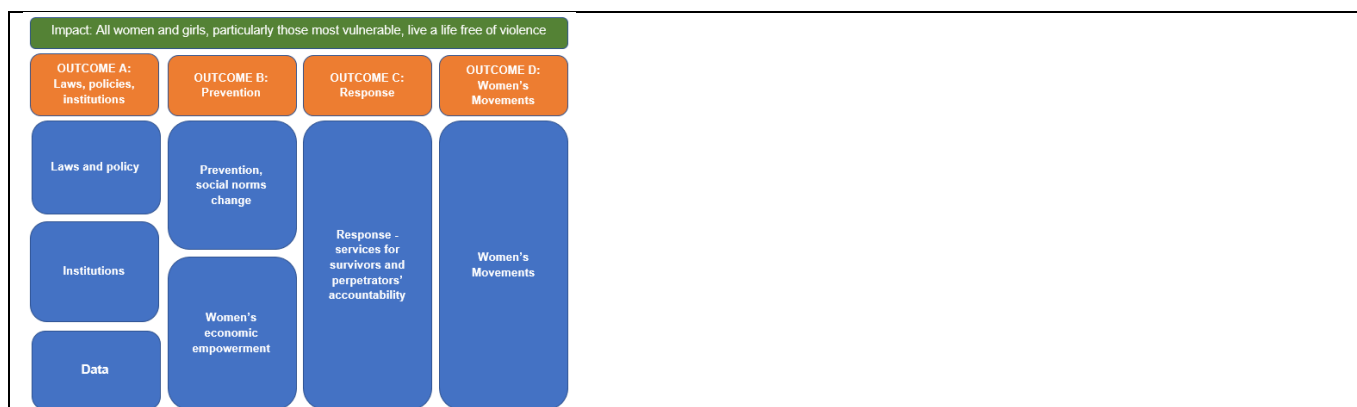 Impact: All women and girls, particularly those most vulnerable, live a life free of violence
OUTCOME A:
Laws, policies,
institutions
OUTCOME B:
Prevention
OUTCOME C:
Response
OUTCOME D:
Women's
Movements
Laws and policy
Institutions
Data
Prevention,
social norms
change
Women's
economic
empowerment
Response -
services for
survivors and
perpetrators'
accountability
Women's
Movements